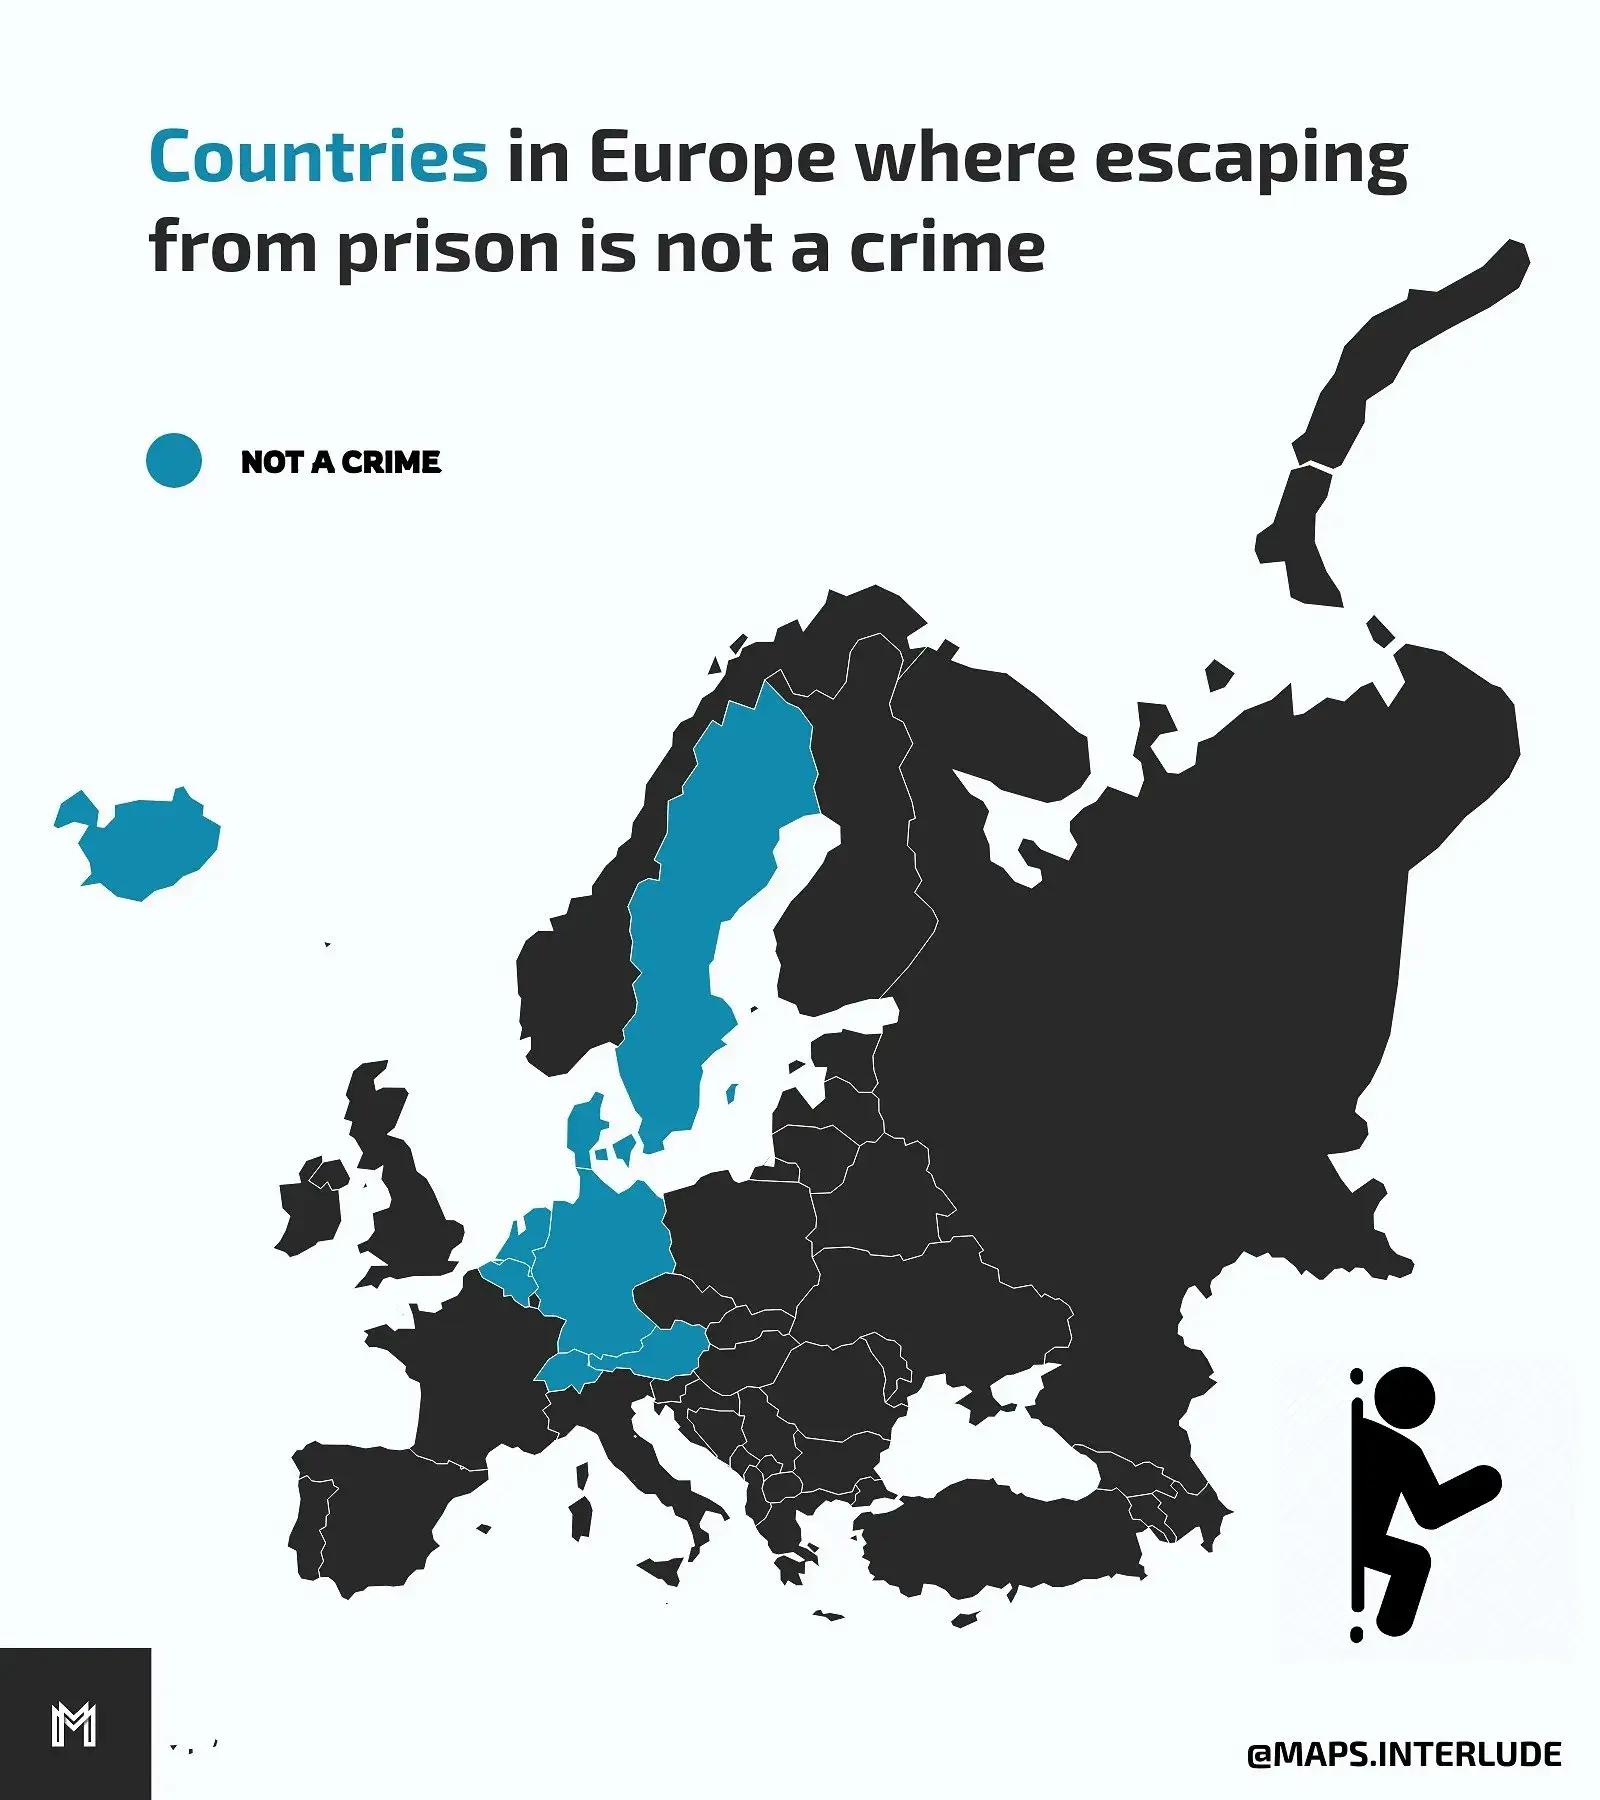 Countries in Europe where escaping
from prison is not a crime
NOT A CRIME
M
@MAPS.INTERLUDE